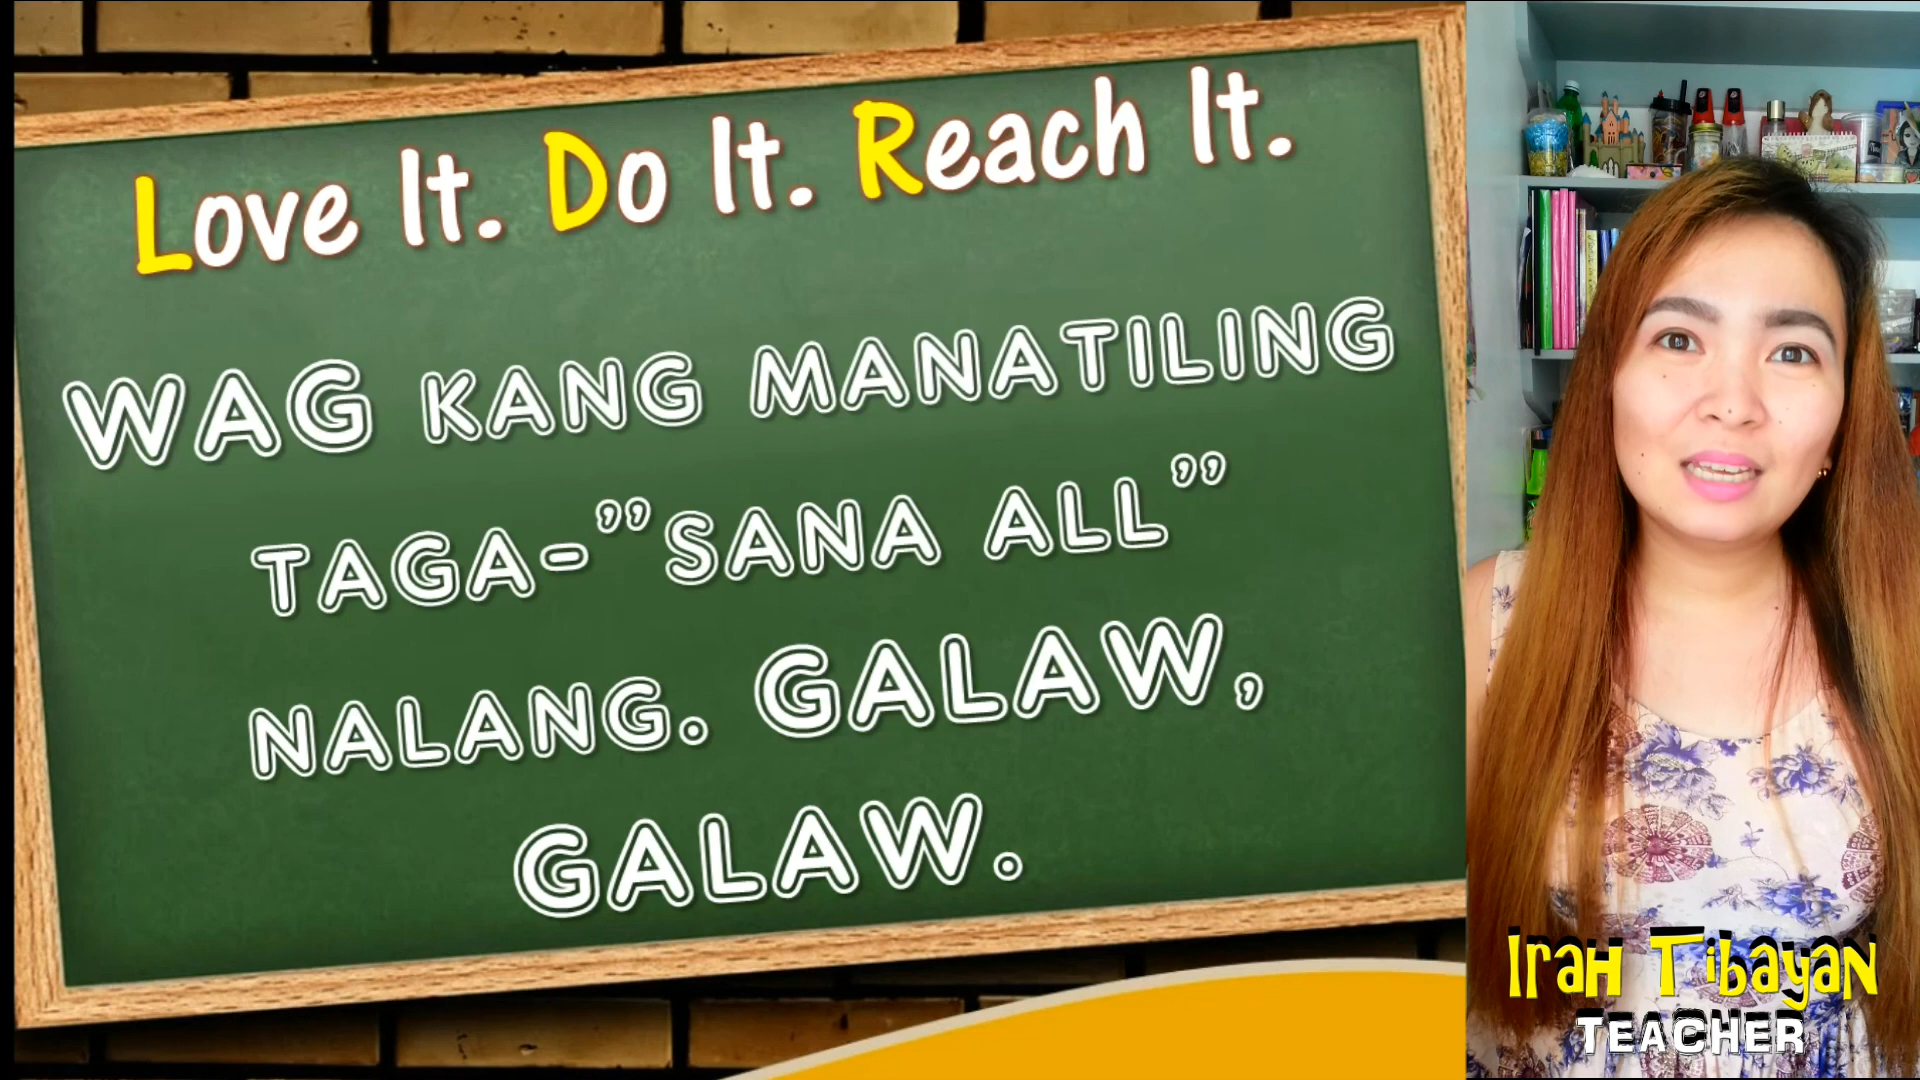 Love It. Do It. Reach It.
WAG KANG MANATILING
TAGA-"SANA ALL"
NALANG. GALAW,
GALAW.
Irah Tibayan
TEACHER